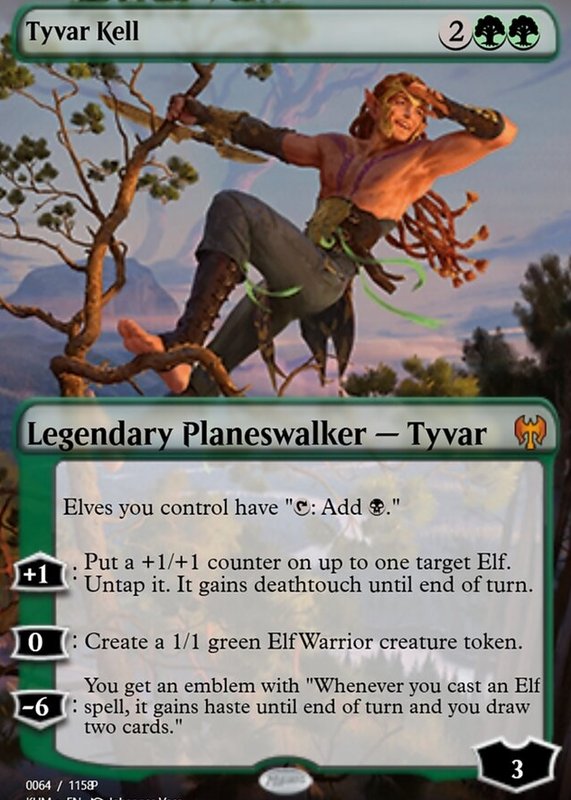 Tyvar Kell 2
Legendary Planeswalker — Tyvar
Elves you control have ": Add ."
+1 : Put a +1/+1 counter on up to one target Elf.
Untap it. It gains deathtouch until end of turn.
0 : Create a 1/1 green Elf Warrior creature token.
You get an emblem with "Whenever you cast an Elf
-6 : spell, it gains haste until end of turn and you draw
two cards."
3
0064 / 1158P